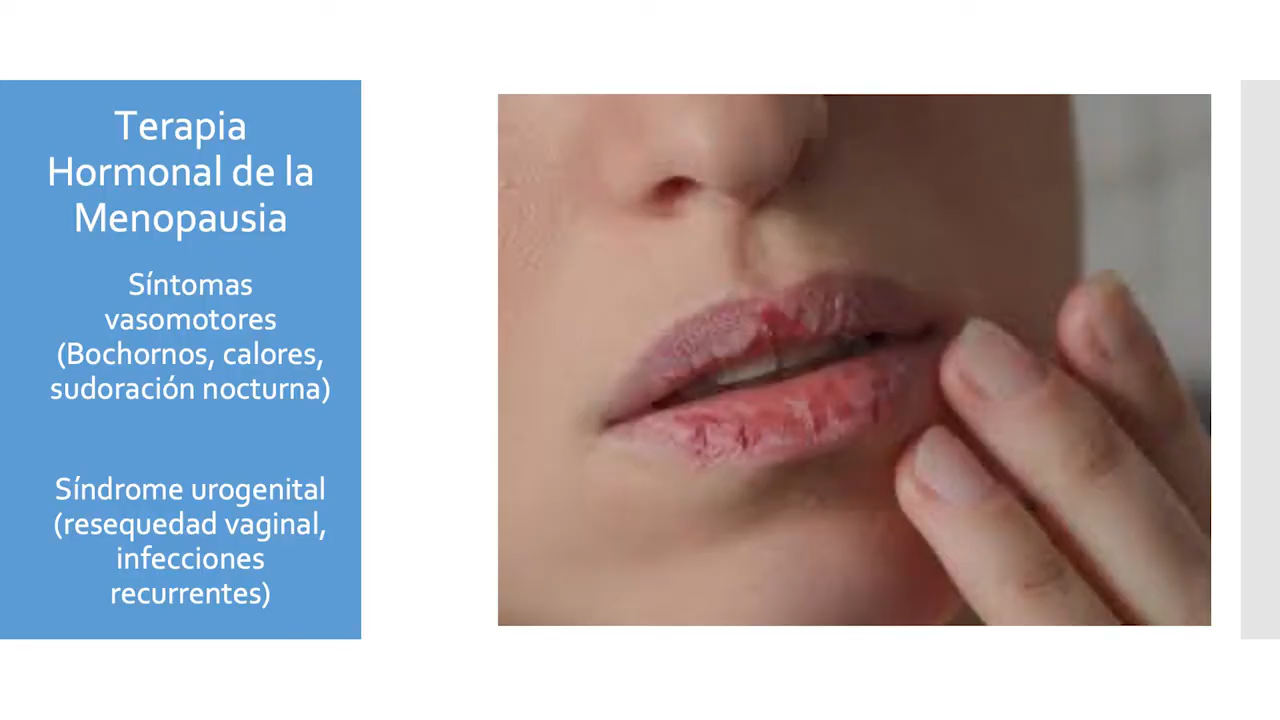 Terapia
Hormonal de la
Menopausia
Síntomas
vasomotores
(Bochornos, calores,
sudoración nocturna)
Síndrome urogenital
(resequedad vaginal,
infecciones
recurrentes)